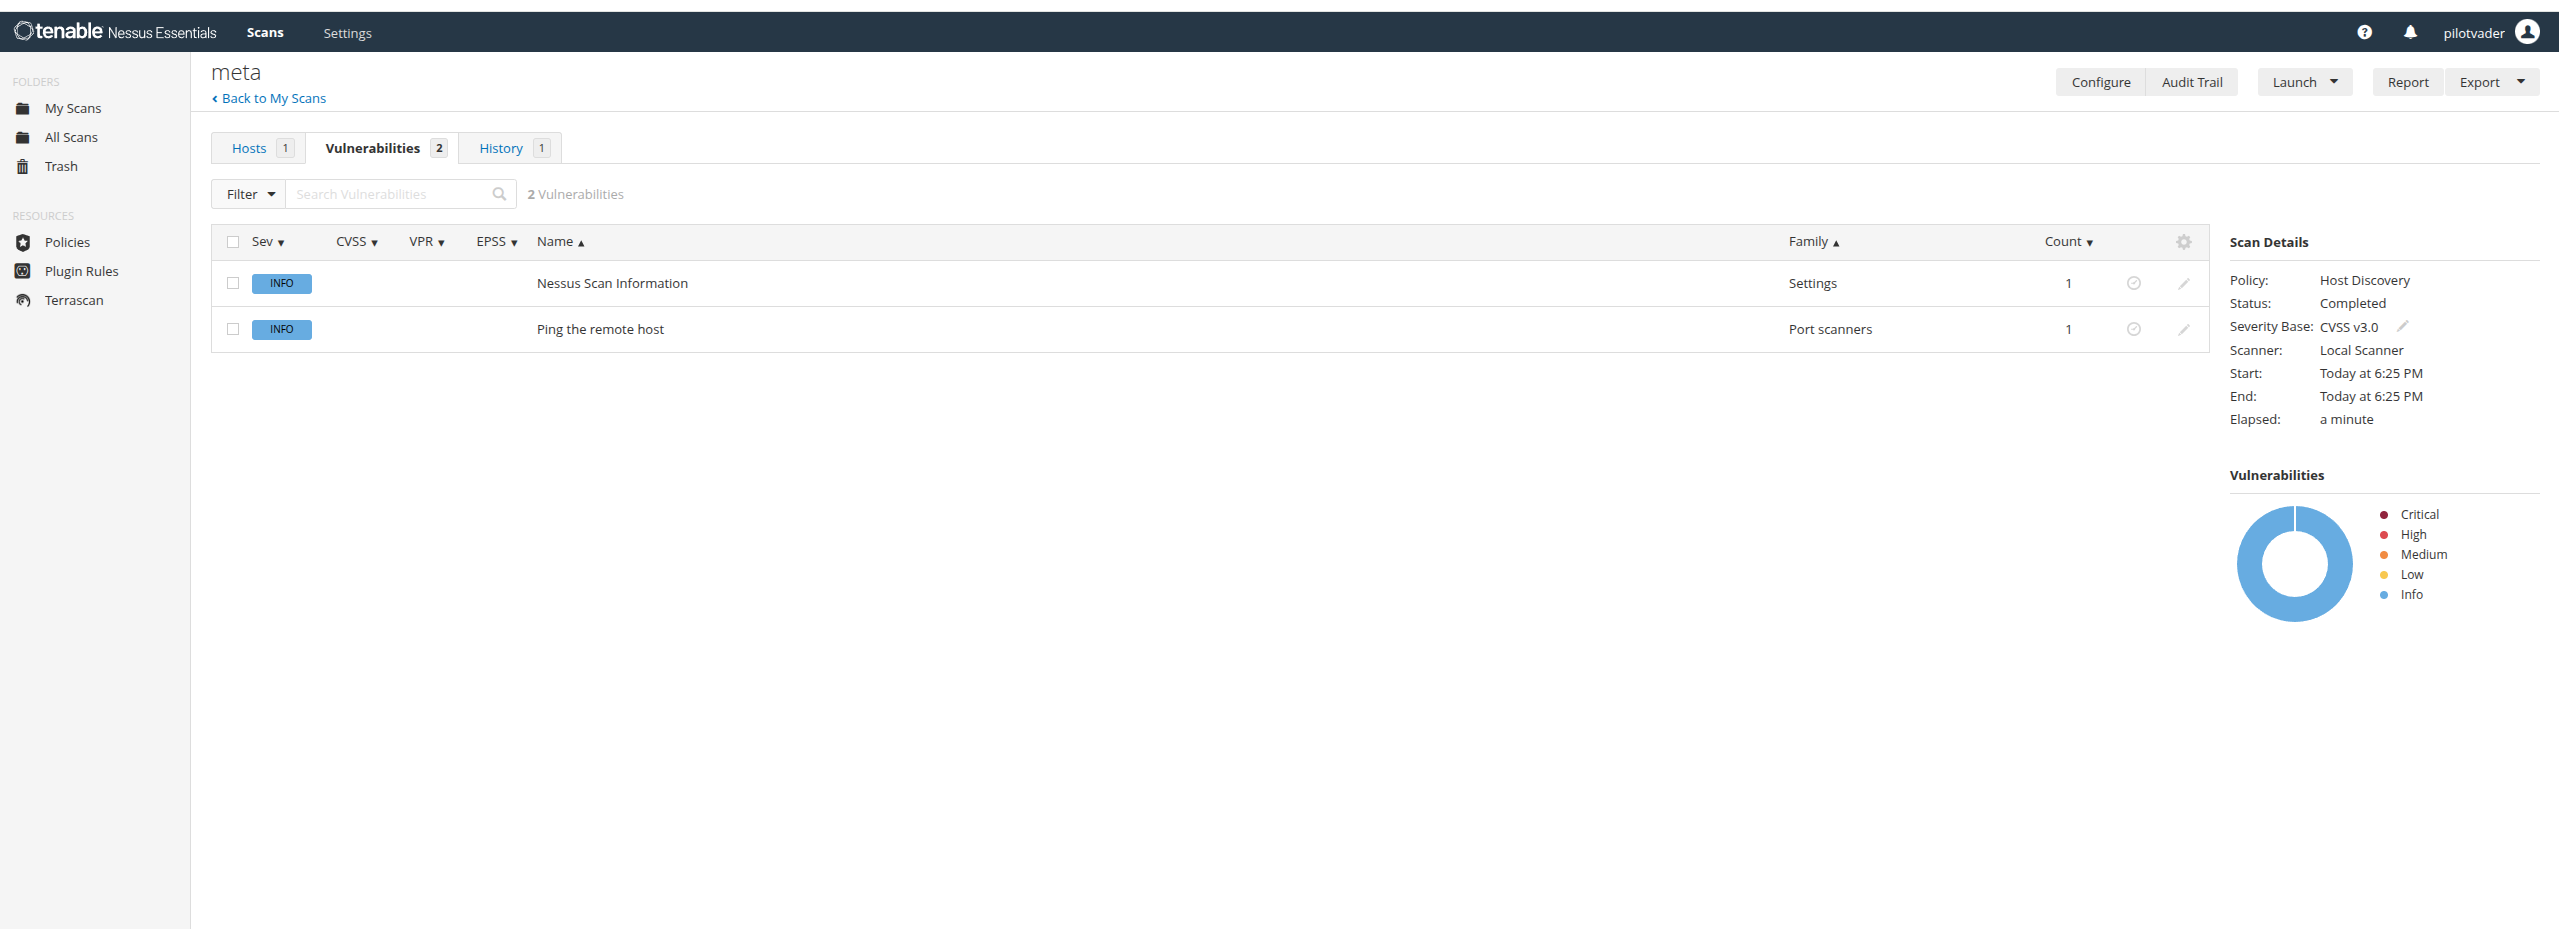 tenable Nessus Essentials Scans Settings pilotvader
meta
Back to My Scans
Configure Audit Trail Launch Report Export
FOLDERS
My Scans
All Scans
Trash
RESOURCES
Policies
Plugin Rules
Terrascan
Hosts 1 Vulnerabilities 2 History 1
Filter Search Vulnerabilities 2 Vulnerabilities
Sev CVSS VPR EPSS Name Family Count
INFO Nessus Scan Information Settings 1
INFO Ping the remote host Port scanners 1
Scan Details
Policy: Host Discovery
Status: Completed
Severity Base: CVSS v3.0
Scanner: Local Scanner
Start: Today at 6:25 PM
End: Today at 6:25 PM
Elapsed: a minute
Vulnerabilities
Critical
High
Medium
Low
Info